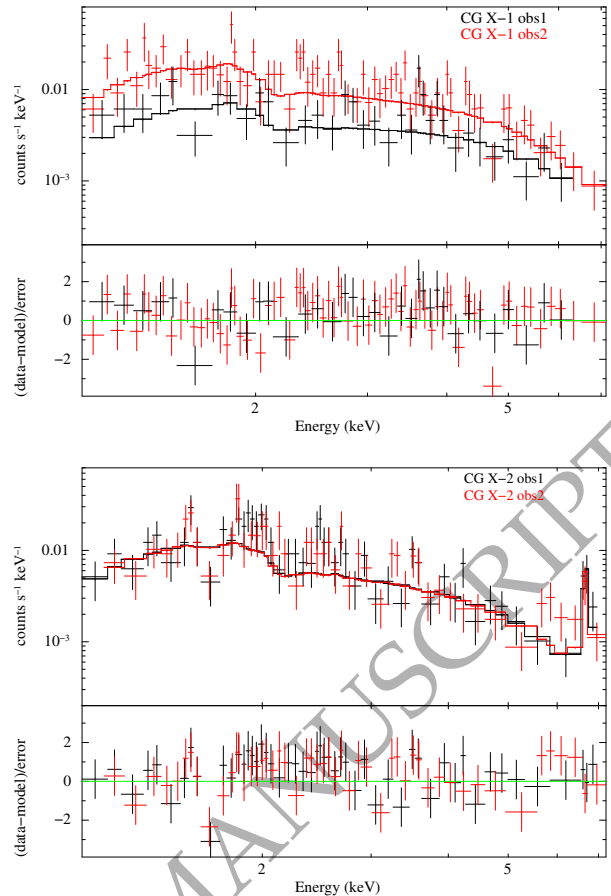 CG X−1 obs1
CG X−1 obs2
0.01
10⁻³
counts s⁻¹ keV⁻¹
2
0
−2
(data−model)/error
2
5
Energy (keV)
CG X−2 obs1
CG X−2 obs2
0.01
10⁻³
counts s⁻¹ keV⁻¹
2
0
−2
(data−model)/error
2
5
Energy (keV)
MANUSCRIPT